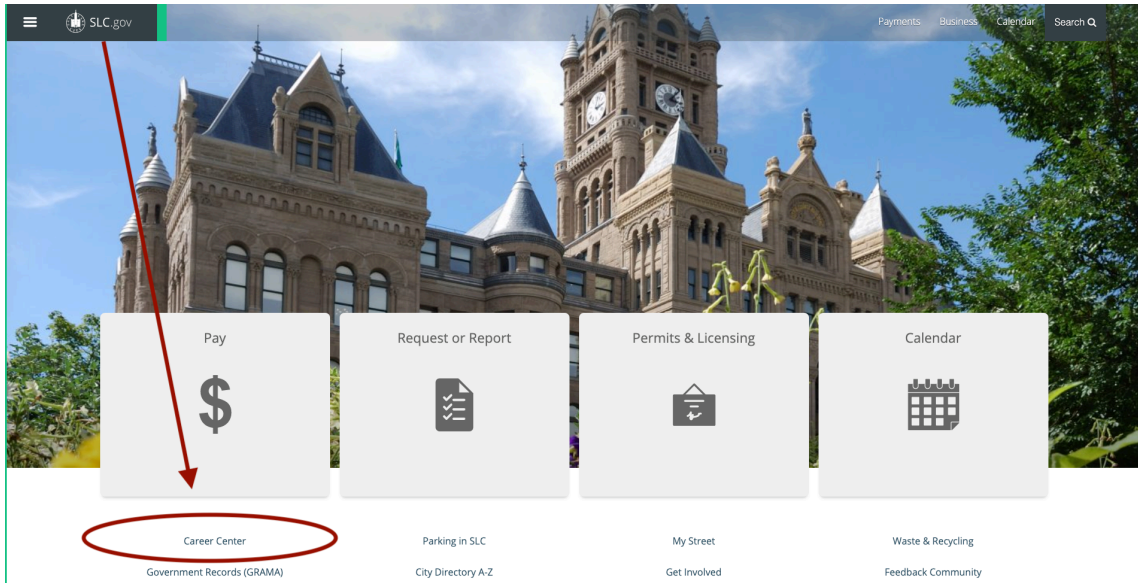 SLC.gov
Payments Business Calendar Search
Pay
Request or Report
Permits & Licensing
Calendar
$
Career Center
Parking in SLC
My Street
Waste & Recycling
Government Records (GRAMA)
City Directory A-Z
Get Involved
Feedback Community